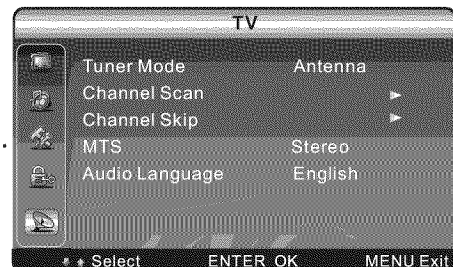 TV
Tuner Mode Antenna
Channel Scan
Channel Skip
MTS Stereo
Audio Language English
Select ENTER OK MENU Exit